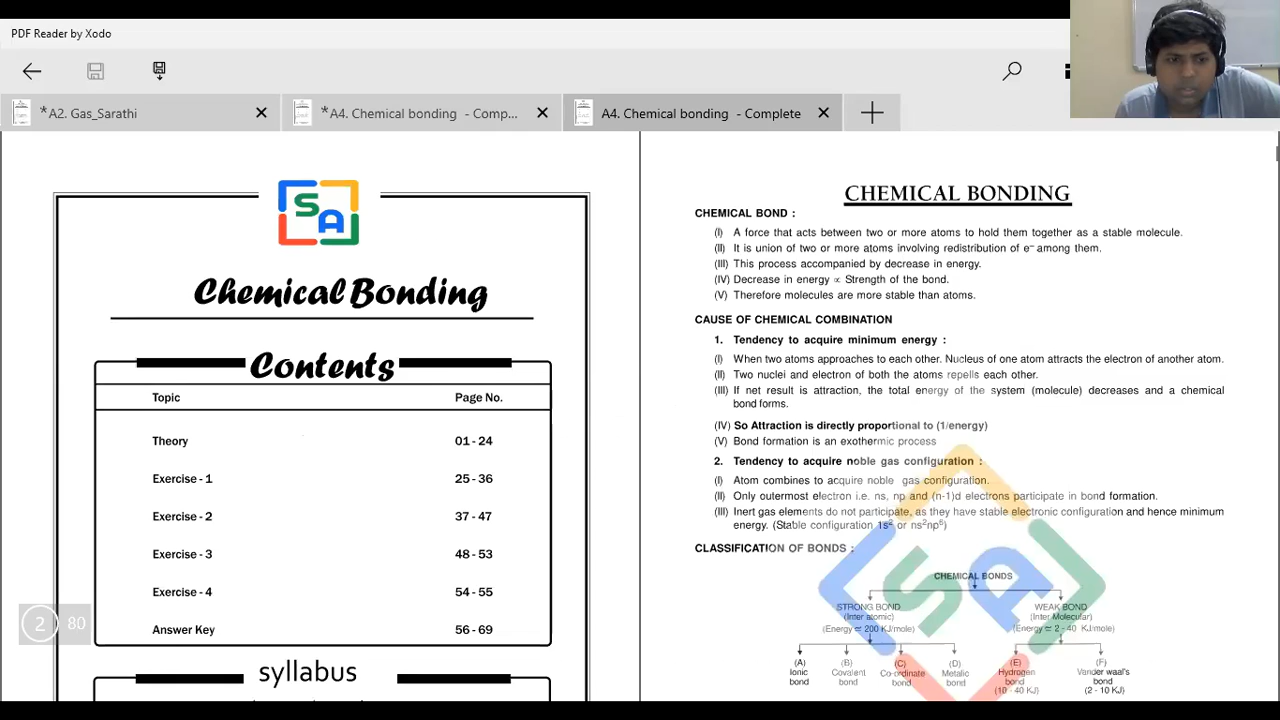 PDF Reader by Xodo
*A2. Gas_Sarathi
*A4. Chemical bonding - Comp...
A4. Chemical bonding - Complete
SA
Chemical Bonding
Contents
Topic Page No.
Theory 01 - 24
Exercise - 1 25 - 36
Exercise - 2 37 - 47
Exercise - 3 48 - 53
Exercise - 4 54 - 55
Answer Key 56 - 69
2 80
syllabus
CHEMICAL BONDING
CHEMICAL BOND :
(I) A force that acts between two or more atoms to hold them together as a stable molecule.
(II) It is union of two or more atoms involving redistribution of e⁻ among them.
(III) This process accompanied by decrease in energy.
(IV) Decrease in energy ∝ Strength of the bond.
(V) Therefore molecules are more stable than atoms.
CAUSE OF CHEMICAL COMBINATION
1. Tendency to acquire minimum energy :
(I) When two atoms approaches to each other. Nucleus of one atom attracts the electron of another atom.
(II) Two nuclei and electron of both the atoms repells each other.
(III) If net result is attraction, the total energy of the system (molecule) decreases and a chemical
bond forms.
(IV) So Attraction is directly proportional to (1/energy)
(V) Bond formation is an exothermic process
2. Tendency to acquire noble gas configuration :
(I) Atom combines to acquire noble gas configuration.
(II) Only outermost electron i.e. ns, np and (n-1)d electrons participate in bond formation.
(III) Inert gas elements do not participate, as they have stable electronic configuration and hence minimum
energy. (Stable configuration 1s² or ns²np⁶)
CLASSIFICATION OF BONDS :
SA
CHEMICAL BONDS
STRONG BOND WEAK BOND
(Inter atomic) (Inter Molecular)
(Energy ≃ 200 KJ/mole) (Energy ≃ 2 - 40 KJ/mole)
(A) (B) (C) (D) (E) (F)
Ionic Covalent Co-ordinate Metalic Hydrogen Vander waal's
bond bond bond bond bond bond
(10 - 40 KJ) (2 - 10 KJ)